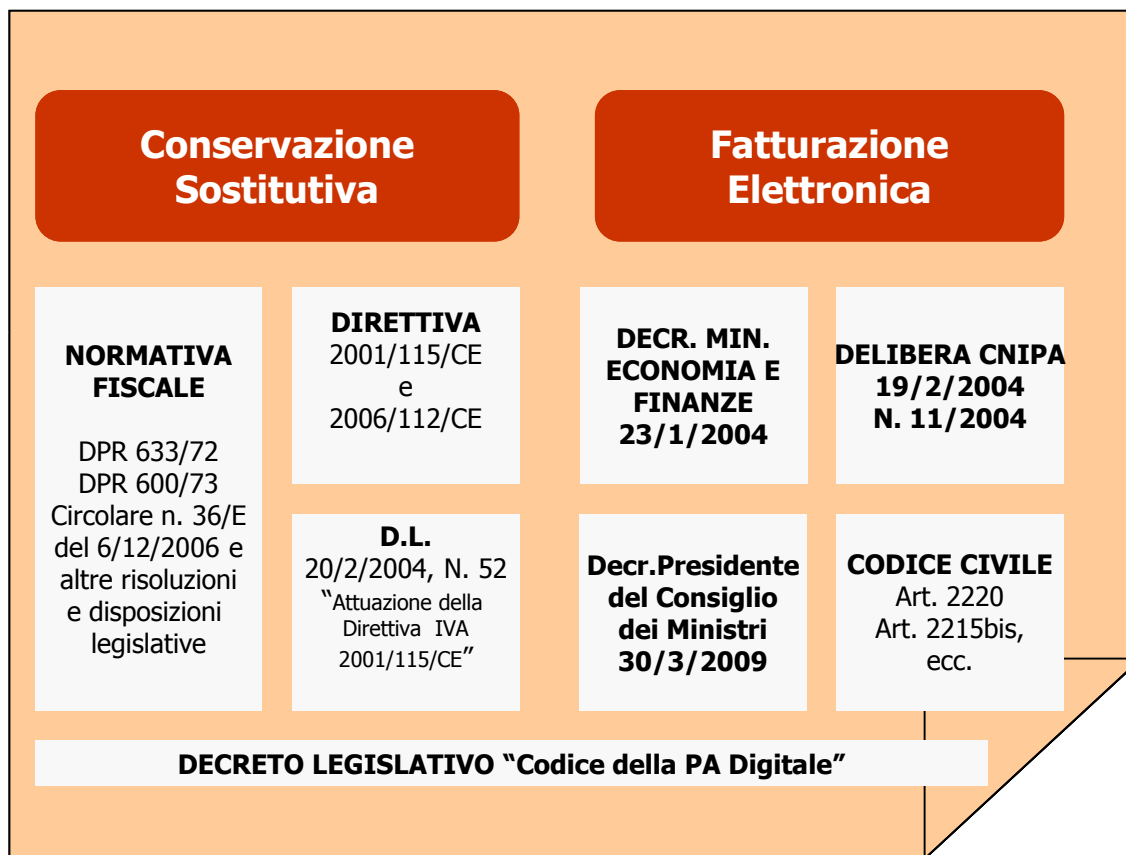 Conservazione
Sostitutiva
Fatturazione
Elettronica
NORMATIVA
FISCALE
DPR 633/72
DPR 600/73
Circolare n. 36/E
del 6/12/2006 e
altre risoluzioni
e disposizioni
legislative
DIRETTIVA
2001/115/CE
e
2006/112/CE
D.L.
20/2/2004, N. 52
“Attuazione della
Direttiva IVA
2001/115/CE”
DECR. MIN.
ECONOMIA E
FINANZE
23/1/2004
Decr.Presidente
del Consiglio
dei Ministri
30/3/2009
DELIBERA CNIPA
19/2/2004
N. 11/2004
CODICE CIVILE
Art. 2220
Art. 2215bis,
ecc.
DECRETO LEGISLATIVO “Codice della PA Digitale”